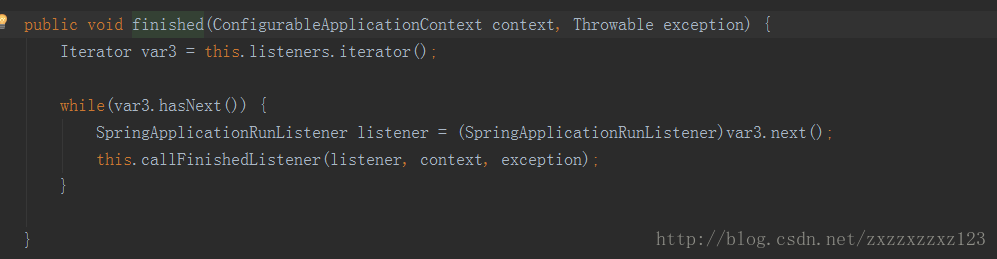 public void finished(ConfigurableApplicationContext context, Throwable exception) {
Iterator var3 = this.listeners.iterator();
while(var3.hasNext()) {
SpringApplicationRunListener listener = (SpringApplicationRunListener)var3.next();
this.callFinishedListener(listener, context, exception);
}
}
http://blog.csdn.net/zxzzxzzxz123